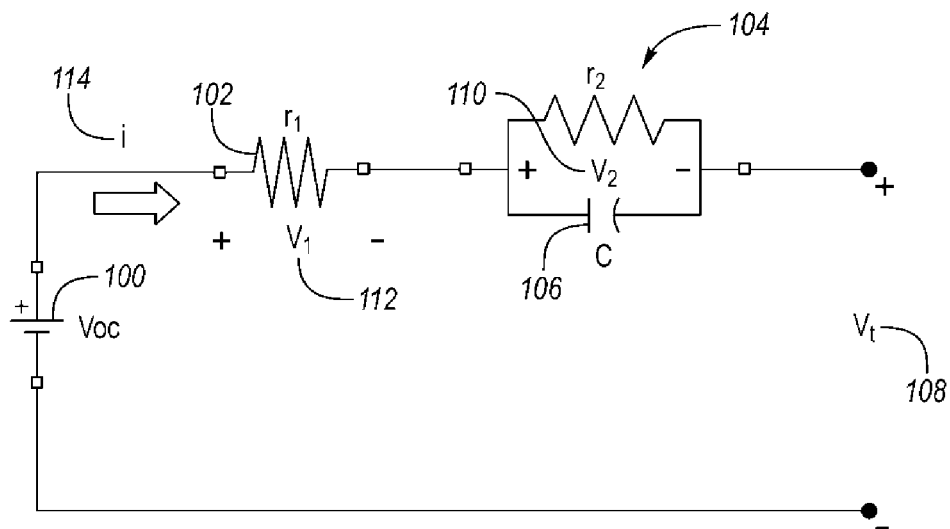 104
114
102
r₁
110
r₂
i
+ V₂ -
+ V₁ -
106
C
112
+
100
+
Voc
Vₜ
108
-